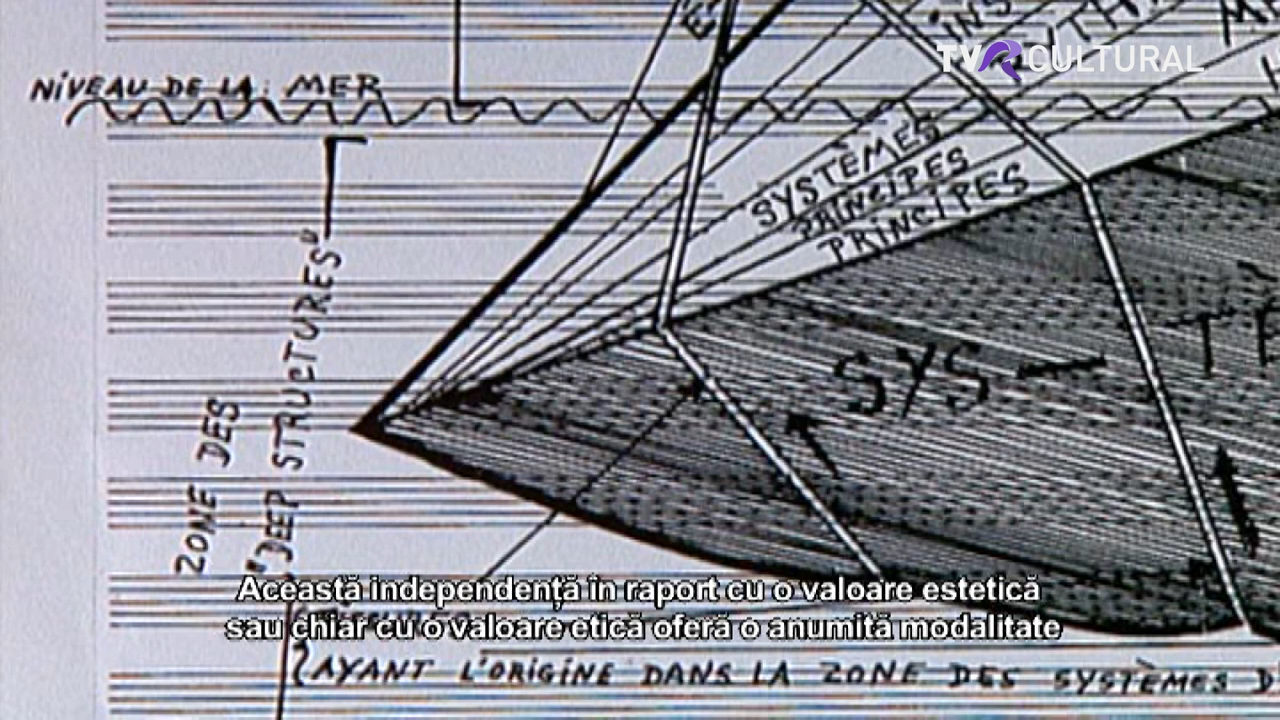 TVR CULTURAL
NIVEAU DE LA MER
SYSTÈMES
PRINCIPES
PRINCIPES
SYS —
ZONE DES
"DEEP STRUCTURES"
Această independență în raport cu o valoare estetică
sau chiar cu o valoare etică oferă o anumită modalitate
AYANT L'ORIGINE DANS LA ZONE DES SYSTÈMES